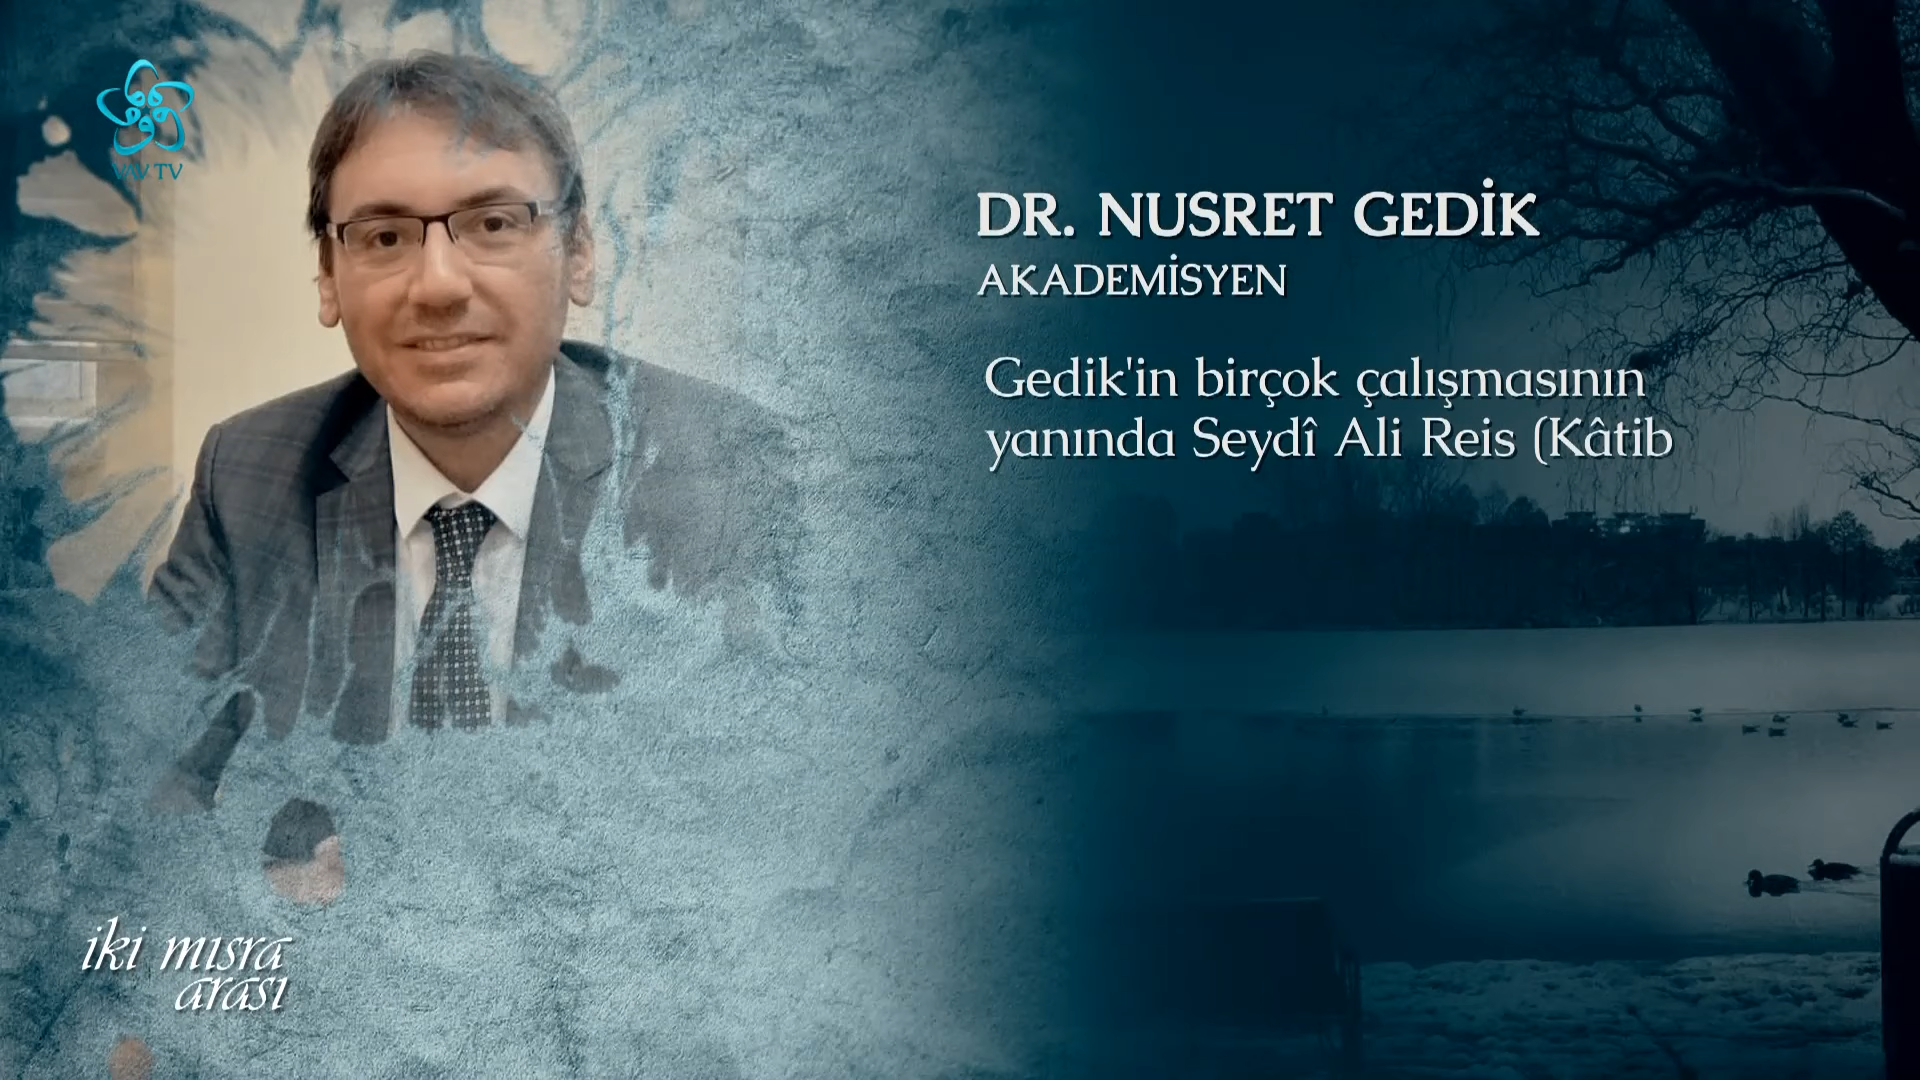 VAV TV
DR. NUSRET GEDİK
AKADEMİSYEN
Gedik'in birçok çalışmasının
yanında Seydî Ali Reis (Kâtib
iki mısra
arası